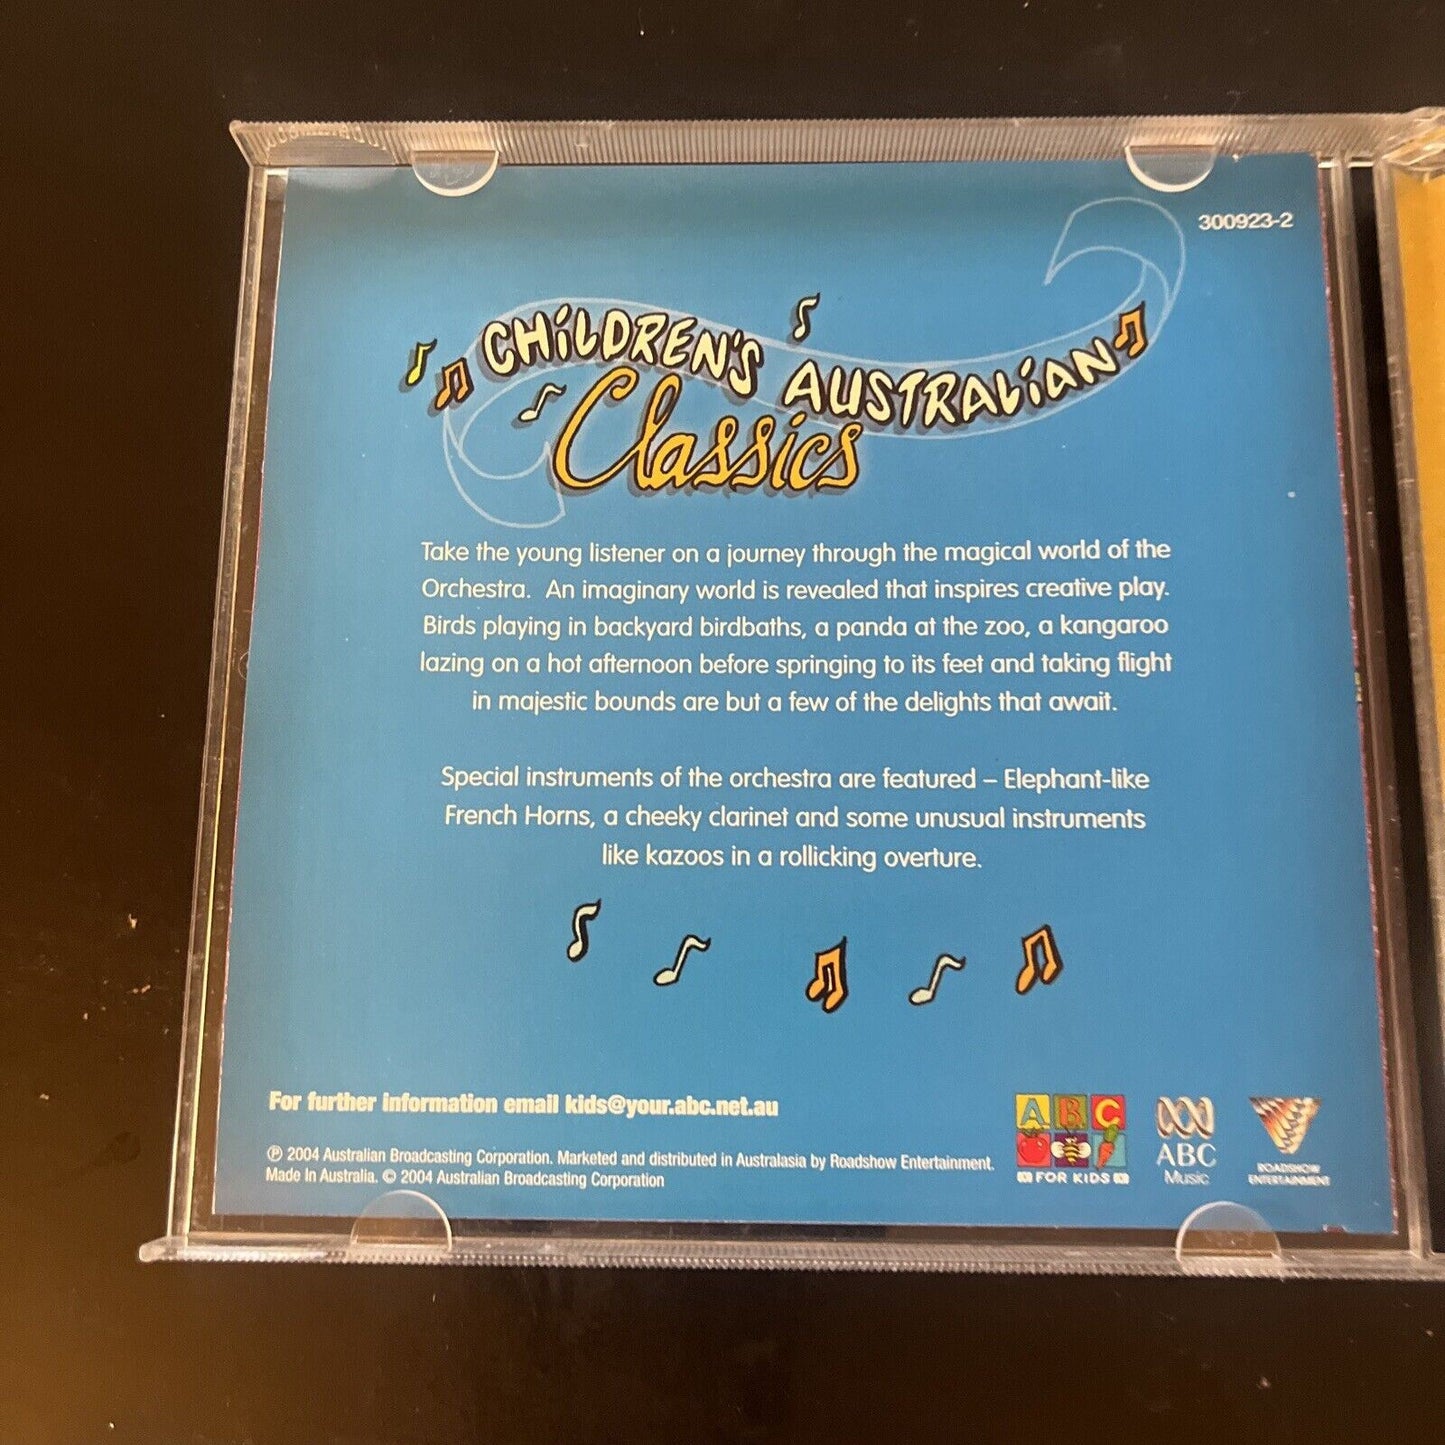 300923-2
CHiLDREN'S AUSTRALiAN
Classics
Take the young listener on a journey through the magical world of the
Orchestra. An imaginary world is revealed that inspires creative play.
Birds playing in backyard birdbaths, a panda at the zoo, a kangaroo
lazing on a hot afternoon before springing to its feet and taking flight
in majestic bounds are but a few of the delights that await.
Special instruments of the orchestra are featured – Elephant-like
French Horns, a cheeky clarinet and some unusual instruments
like kazoos in a rollicking overture.
For further information email kids@your.abc.net.au
℗ 2004 Australian Broadcasting Corporation. Marketed and distributed in Australasia by Roadshow Entertainment.
Made In Australia. © 2004 Australian Broadcasting Corporation
ABC
FOR KIDS
ABC
Music
ROADSHOW
ENTERTAINMENT